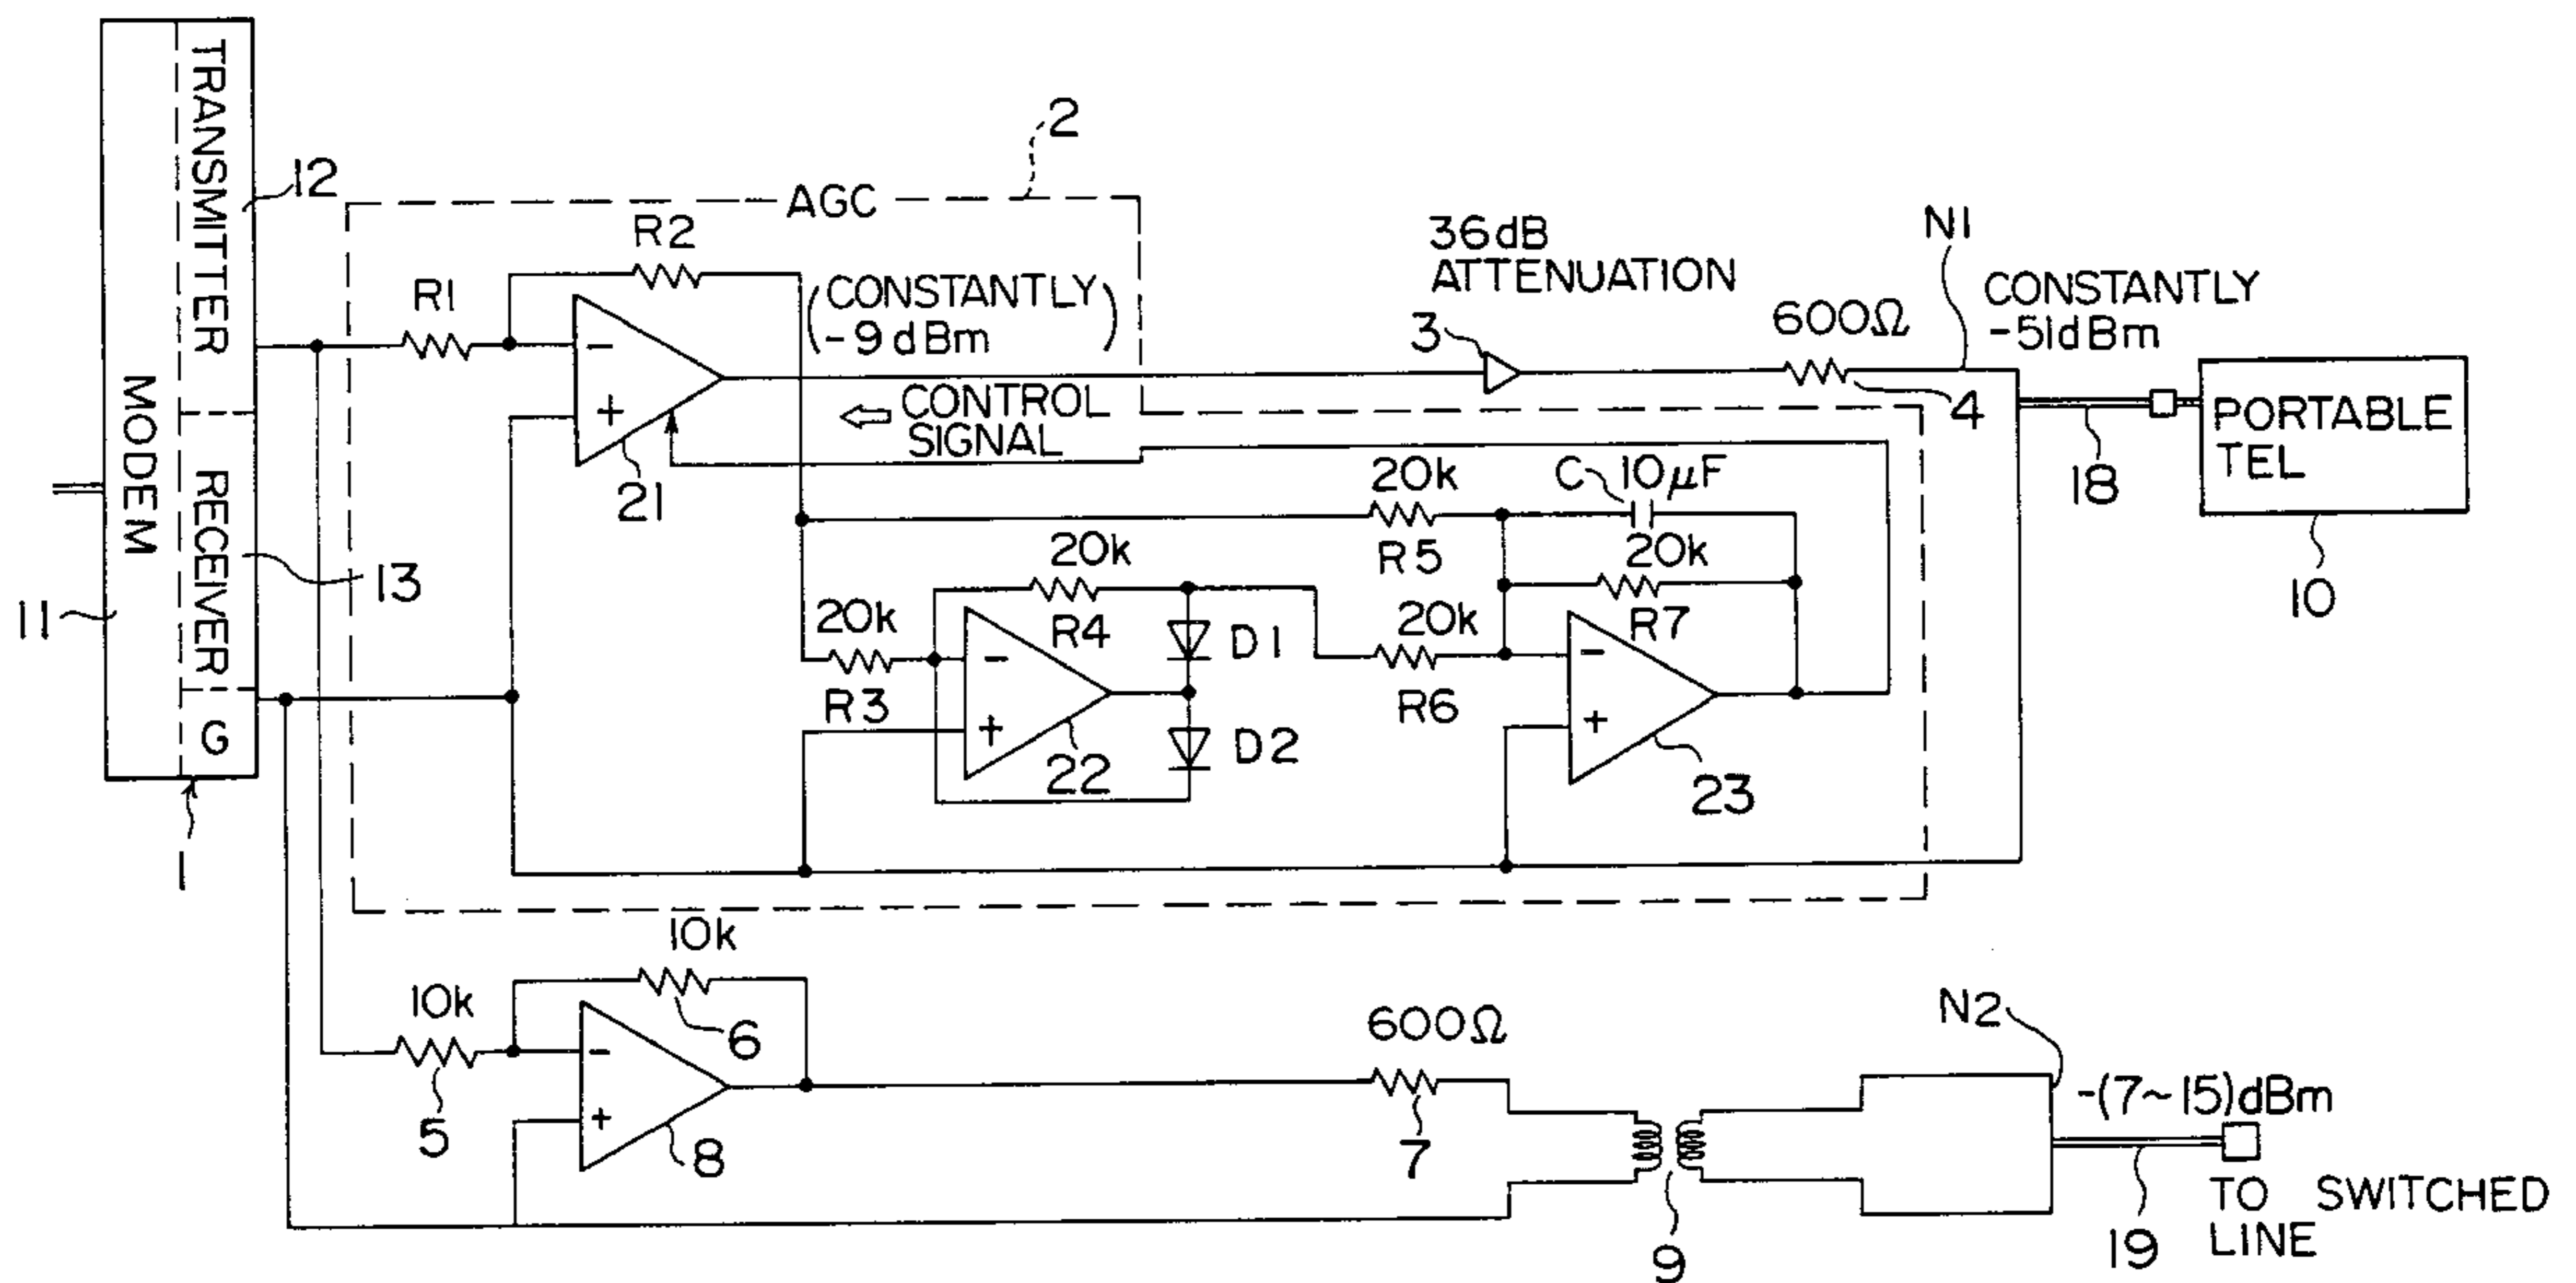 TRANSMITTER
12
MODEM
RECEIVER
13
11
G
1
2
AGC
R1
R2
(CONSTANTLY
-9dBm)
CONTROL
SIGNAL
21
36dB
ATTENUATION
3
600Ω
4
N1
CONSTANTLY
-51dBm
18
PORTABLE
TEL
10
20k
R5
C
10μF
20k
R7
20k
R4
20k
R3
20k
R6
D1
D2
-
+
-
+
22
-
+
23
10k
6
10k
5
-
+
8
600Ω
7
9
N2
-(7~15)dBm
19
TO SWITCHED
LINE